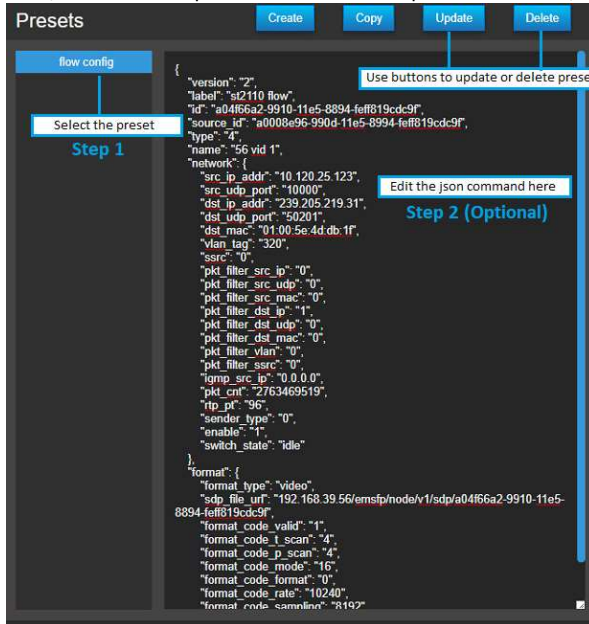 Presets
Create
Copy
Update
Delete
flow config
Use buttons to update or delete prese
Select the preset
Step 1
Edit the json command here
Step 2 (Optional)
{
"version": "2",
"label": "st2110 flow",
"id": "a04f66a2-9910-11e5-8894-feff819cdc9f",
"source_id": "a0008e96-990d-11e5-8994-feff819cdc9f",
"type": "4",
"name": "56 vid 1",
"network": {
"src_ip_addr": "10.120.25.123",
"src_udp_port": "10000",
"dst_ip_addr": "239.205.219.31",
"dst_udp_port": "50201",
"dst_mac": "01:00:5e:4d:db:1f",
"vlan_tag": "320",
"ssrc": "0",
"pkt_filter_src_ip": "0",
"pkt_filter_src_udp": "0",
"pkt_filter_src_mac": "0",
"pkt_filter_dst_ip": "1",
"pkt_filter_dst_udp": "0",
"pkt_filter_dst_mac": "0",
"pkt_filter_vlan": "0",
"pkt_filter_ssrc": "0",
"igmp_src_ip": "0.0.0.0",
"pkt_cnt": "2763469519",
"rtp_pt": "96",
"sender_type": "0",
"enable": "1",
"switch_state": "idle"
},
"format": {
"format_type": "video",
"sdp_file_url": "192.168.39.56/emsfp/node/v1/sdp/a04f66a2-9910-11e5-
8894-feff819cdc9f",
"format_code_valid": "1",
"format_code_t_scan": "4",
"format_code_p_scan": "4",
"format_code_mode": "16",
"format_code_format": "0",
"format_code_rate": "10240",
"format_code_sampling": "8192"